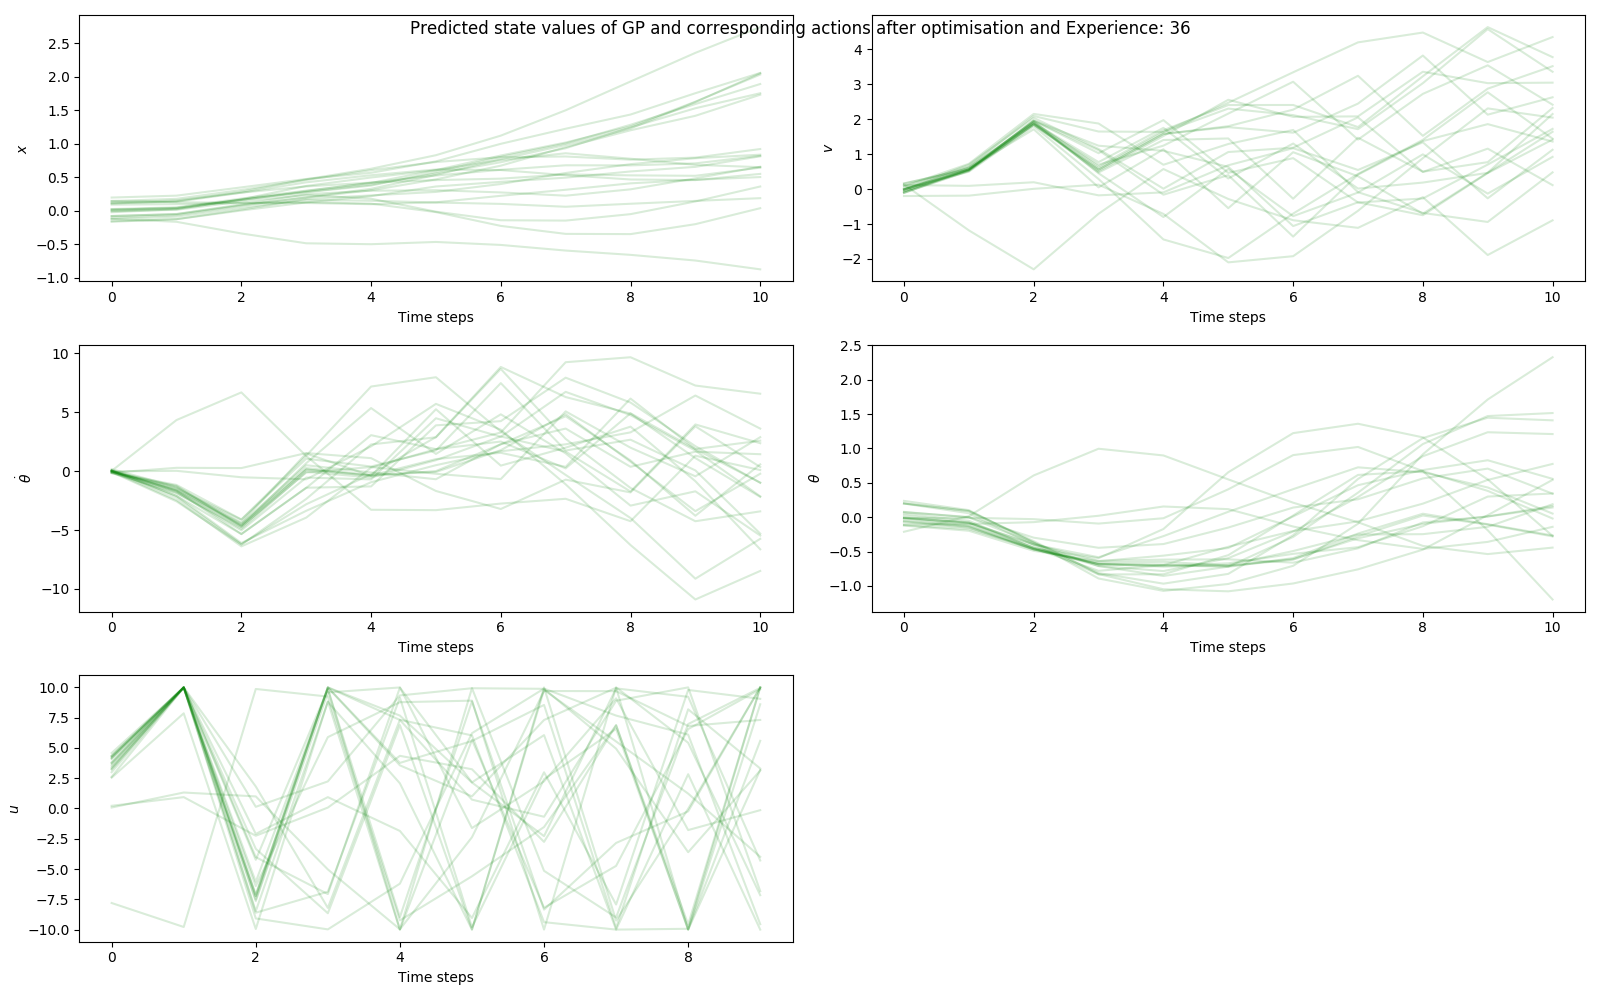 Predicted state values of GP and corresponding actions after optimisation and Experience: 36
2.5
2.0
1.5
1.0
0.5
0.0
−0.5
−1.0
x
0 2 4 6 8 10
Time steps
4
3
2
1
0
−1
−2
v
0 2 4 6 8 10
Time steps
10
5
0
−5
−10
θ̇
0 2 4 6 8 10
Time steps
2.5
2.0
1.5
1.0
0.5
0.0
−0.5
−1.0
θ
0 2 4 6 8 10
Time steps
10.0
7.5
5.0
2.5
0.0
−2.5
−5.0
−7.5
−10.0
u
0 2 4 6 8
Time steps